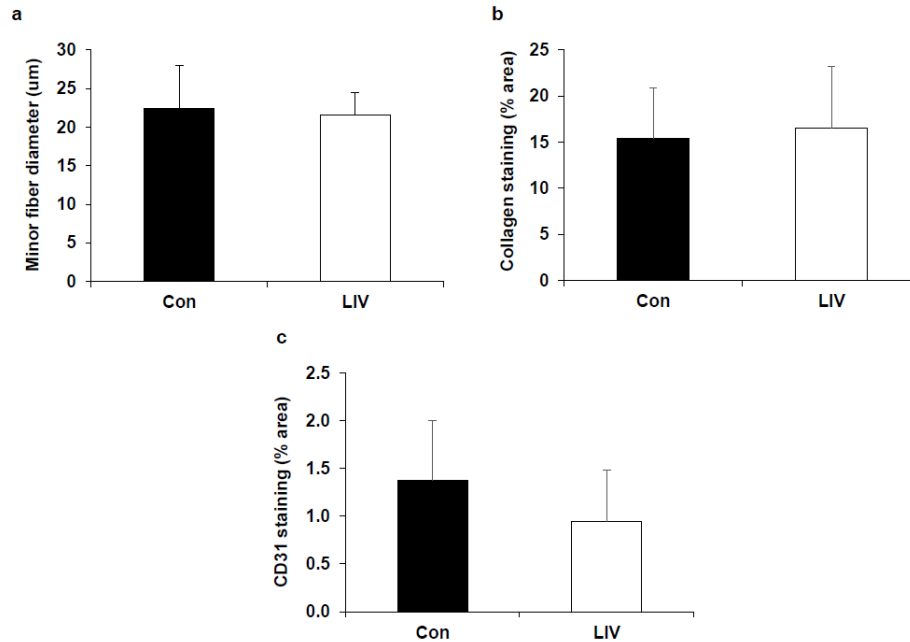 a
Minor fiber diameter (um)
30
25
20
15
10
5
0
Con LIV
b
Collagen staining (% area)
25
20
15
10
5
0
Con LIV
c
CD31 staining (% area)
2.5
2.0
1.5
1.0
0.5
0.0
Con LIV